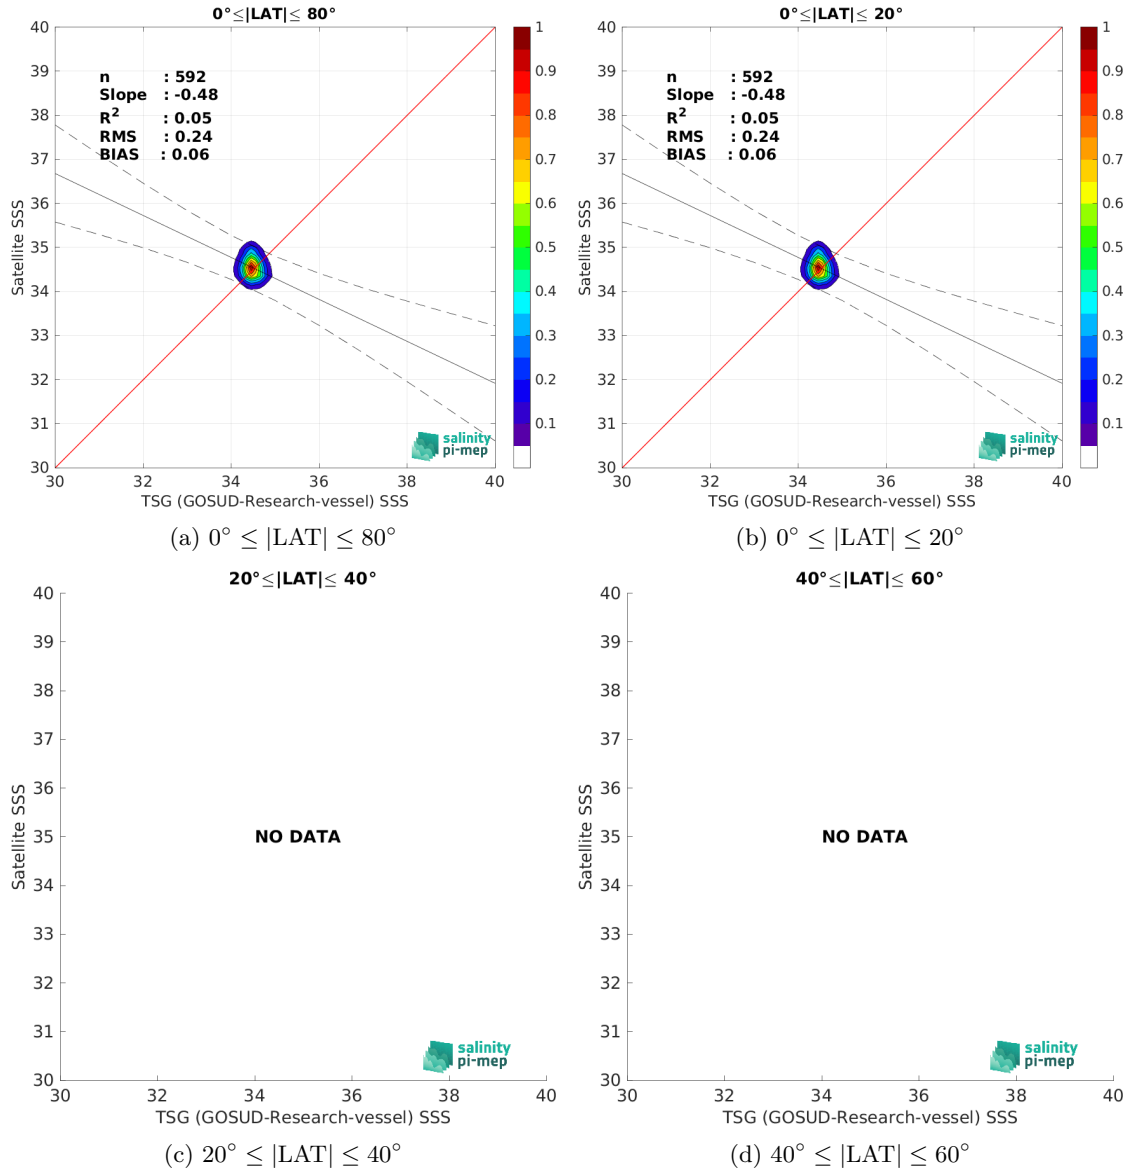 0°≤|LAT|≤ 80°
40
39
38
37
36
35
34
33
32
31
30
Satellite SSS
n : 592
Slope : -0.48
R² : 0.05
RMS : 0.24
BIAS : 0.06
salinity
pi-mep
30 32 34 36 38 40
TSG (GOSUD-Research-vessel) SSS
1
0.9
0.8
0.7
0.6
0.5
0.4
0.3
0.2
0.1
(a) 0° ≤ |LAT| ≤ 80°
0°≤|LAT|≤ 20°
40
39
38
37
36
35
34
33
32
31
30
Satellite SSS
n : 592
Slope : -0.48
R² : 0.05
RMS : 0.24
BIAS : 0.06
salinity
pi-mep
30 32 34 36 38 40
TSG (GOSUD-Research-vessel) SSS
1
0.9
0.8
0.7
0.6
0.5
0.4
0.3
0.2
0.1
(b) 0° ≤ |LAT| ≤ 20°
20°≤|LAT|≤ 40°
40
39
38
37
36
35
34
33
32
31
30
Satellite SSS
NO DATA
salinity
pi-mep
30 32 34 36 38 40
TSG (GOSUD-Research-vessel) SSS
(c) 20° ≤ |LAT| ≤ 40°
40°≤|LAT|≤ 60°
40
39
38
37
36
35
34
33
32
31
30
Satellite SSS
NO DATA
salinity
pi-mep
30 32 34 36 38 40
TSG (GOSUD-Research-vessel) SSS
(d) 40° ≤ |LAT| ≤ 60°